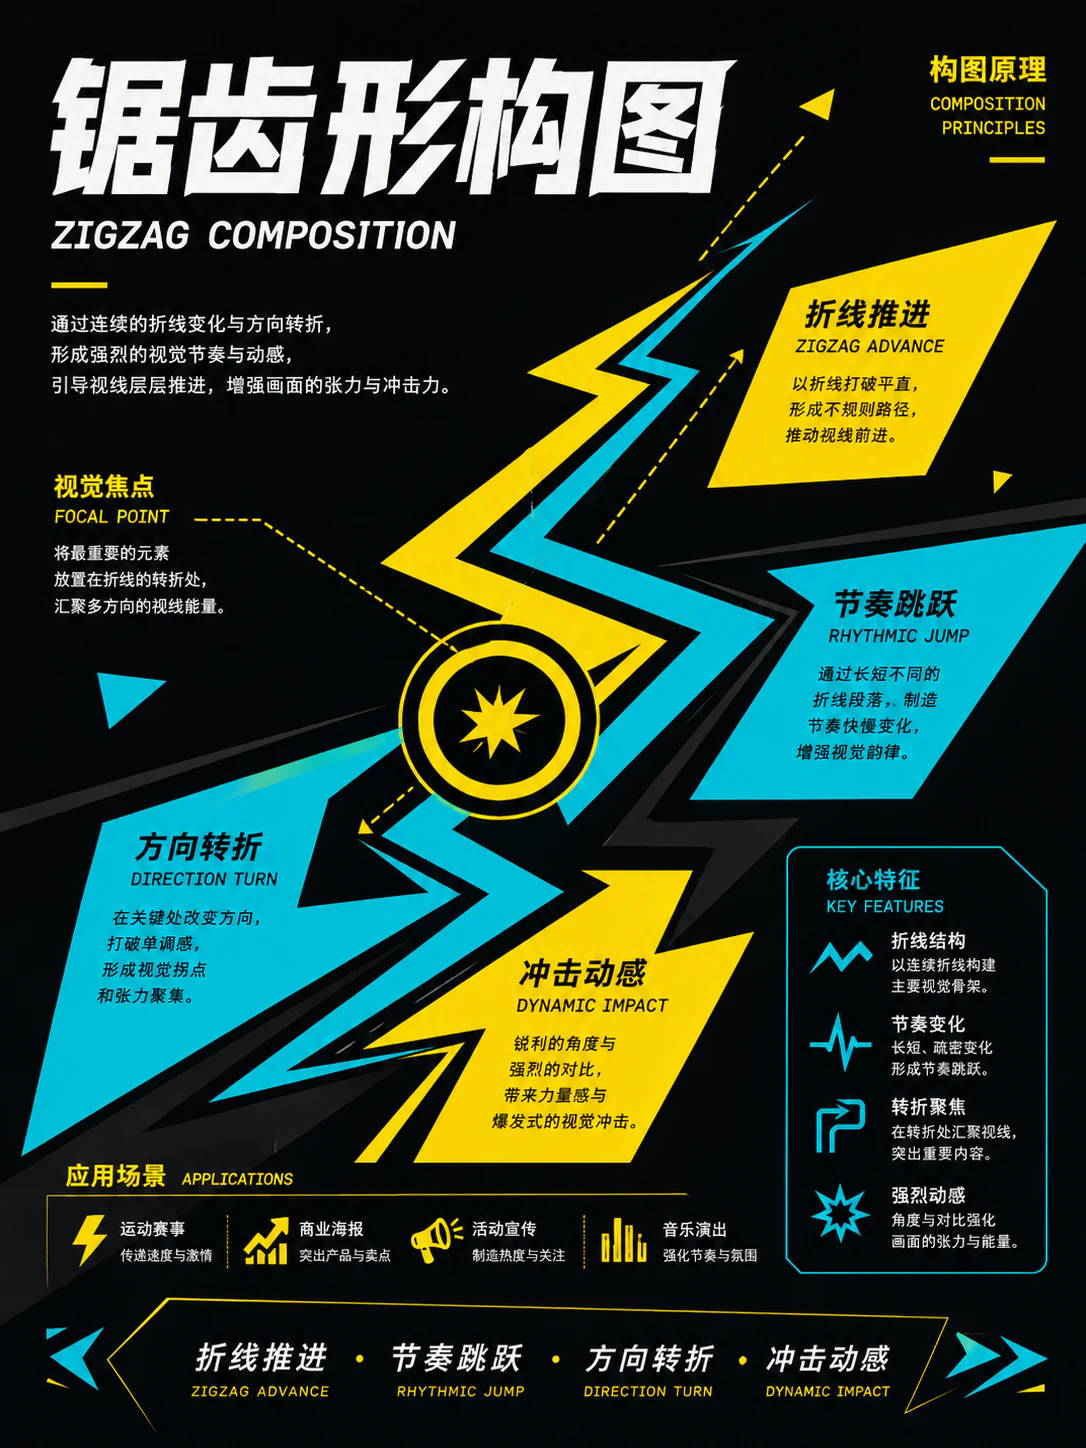 锯齿形构图
ZIGZAG COMPOSITION
构图原理
COMPOSITION
PRINCIPLES
通过连续的折线变化与方向转折，
形成强烈的视觉节奏与动感，
引导视线层层推进，增强画面的张力与冲击力。
折线推进
ZIGZAG ADVANCE
以折线打破平直，
形成不规则路径，
推动视线前进。
视觉焦点
FOCAL POINT
将最重要的元素
放置在折线的转折处，
汇聚多方向的视线能量。
节奏跳跃
RHYTHMIC JUMP
通过长短不同的
折线段落，制造
节奏快慢变化，
增强视觉韵律。
方向转折
DIRECTION TURN
在关键处改变方向，
打破单调感，
形成视觉拐点
和张力聚集。
冲击动感
DYNAMIC IMPACT
锐利的角度与
强烈的对比，
带来力量感与
爆发式的视觉冲击。
核心特征
KEY FEATURES
折线结构
以连续折线构建
主要视觉骨架。
节奏变化
长短、疏密变化
形成节奏跳跃。
转折聚焦
在转折处汇聚视线，
突出重要内容。
强烈动感
角度与对比强化
画面的张力与能量。
应用场景 APPLICATIONS
运动赛事
传递速度与激情
商业海报
突出产品与卖点
活动宣传
制造热度与关注
音乐演出
强化节奏与氛围
折线推进 • 节奏跳跃 • 方向转折 • 冲击动感
ZIGZAG ADVANCE RHYTHMIC JUMP DIRECTION TURN DYNAMIC IMPACT